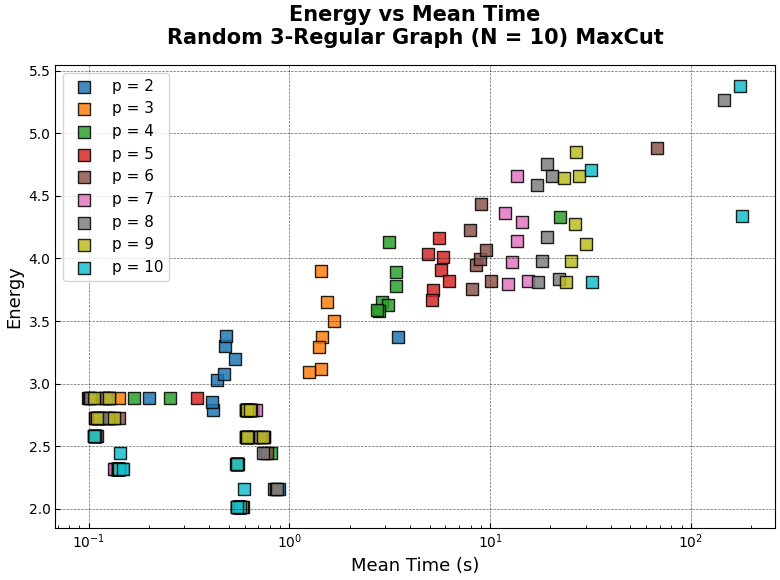 Energy vs Mean Time
Random 3-Regular Graph (N = 10) MaxCut
5.5
5.0
4.5
4.0
3.5
3.0
2.5
2.0
Energy
p = 2
p = 3
p = 4
p = 5
p = 6
p = 7
p = 8
p = 9
p = 10
10⁻¹ 10⁰ 10¹ 10²
Mean Time (s)